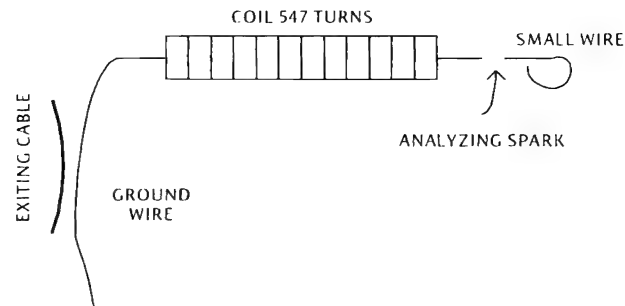 COIL 547 TURNS
SMALL WIRE
ANALYZING SPARK
EXITING CABLE
GROUND
WIRE